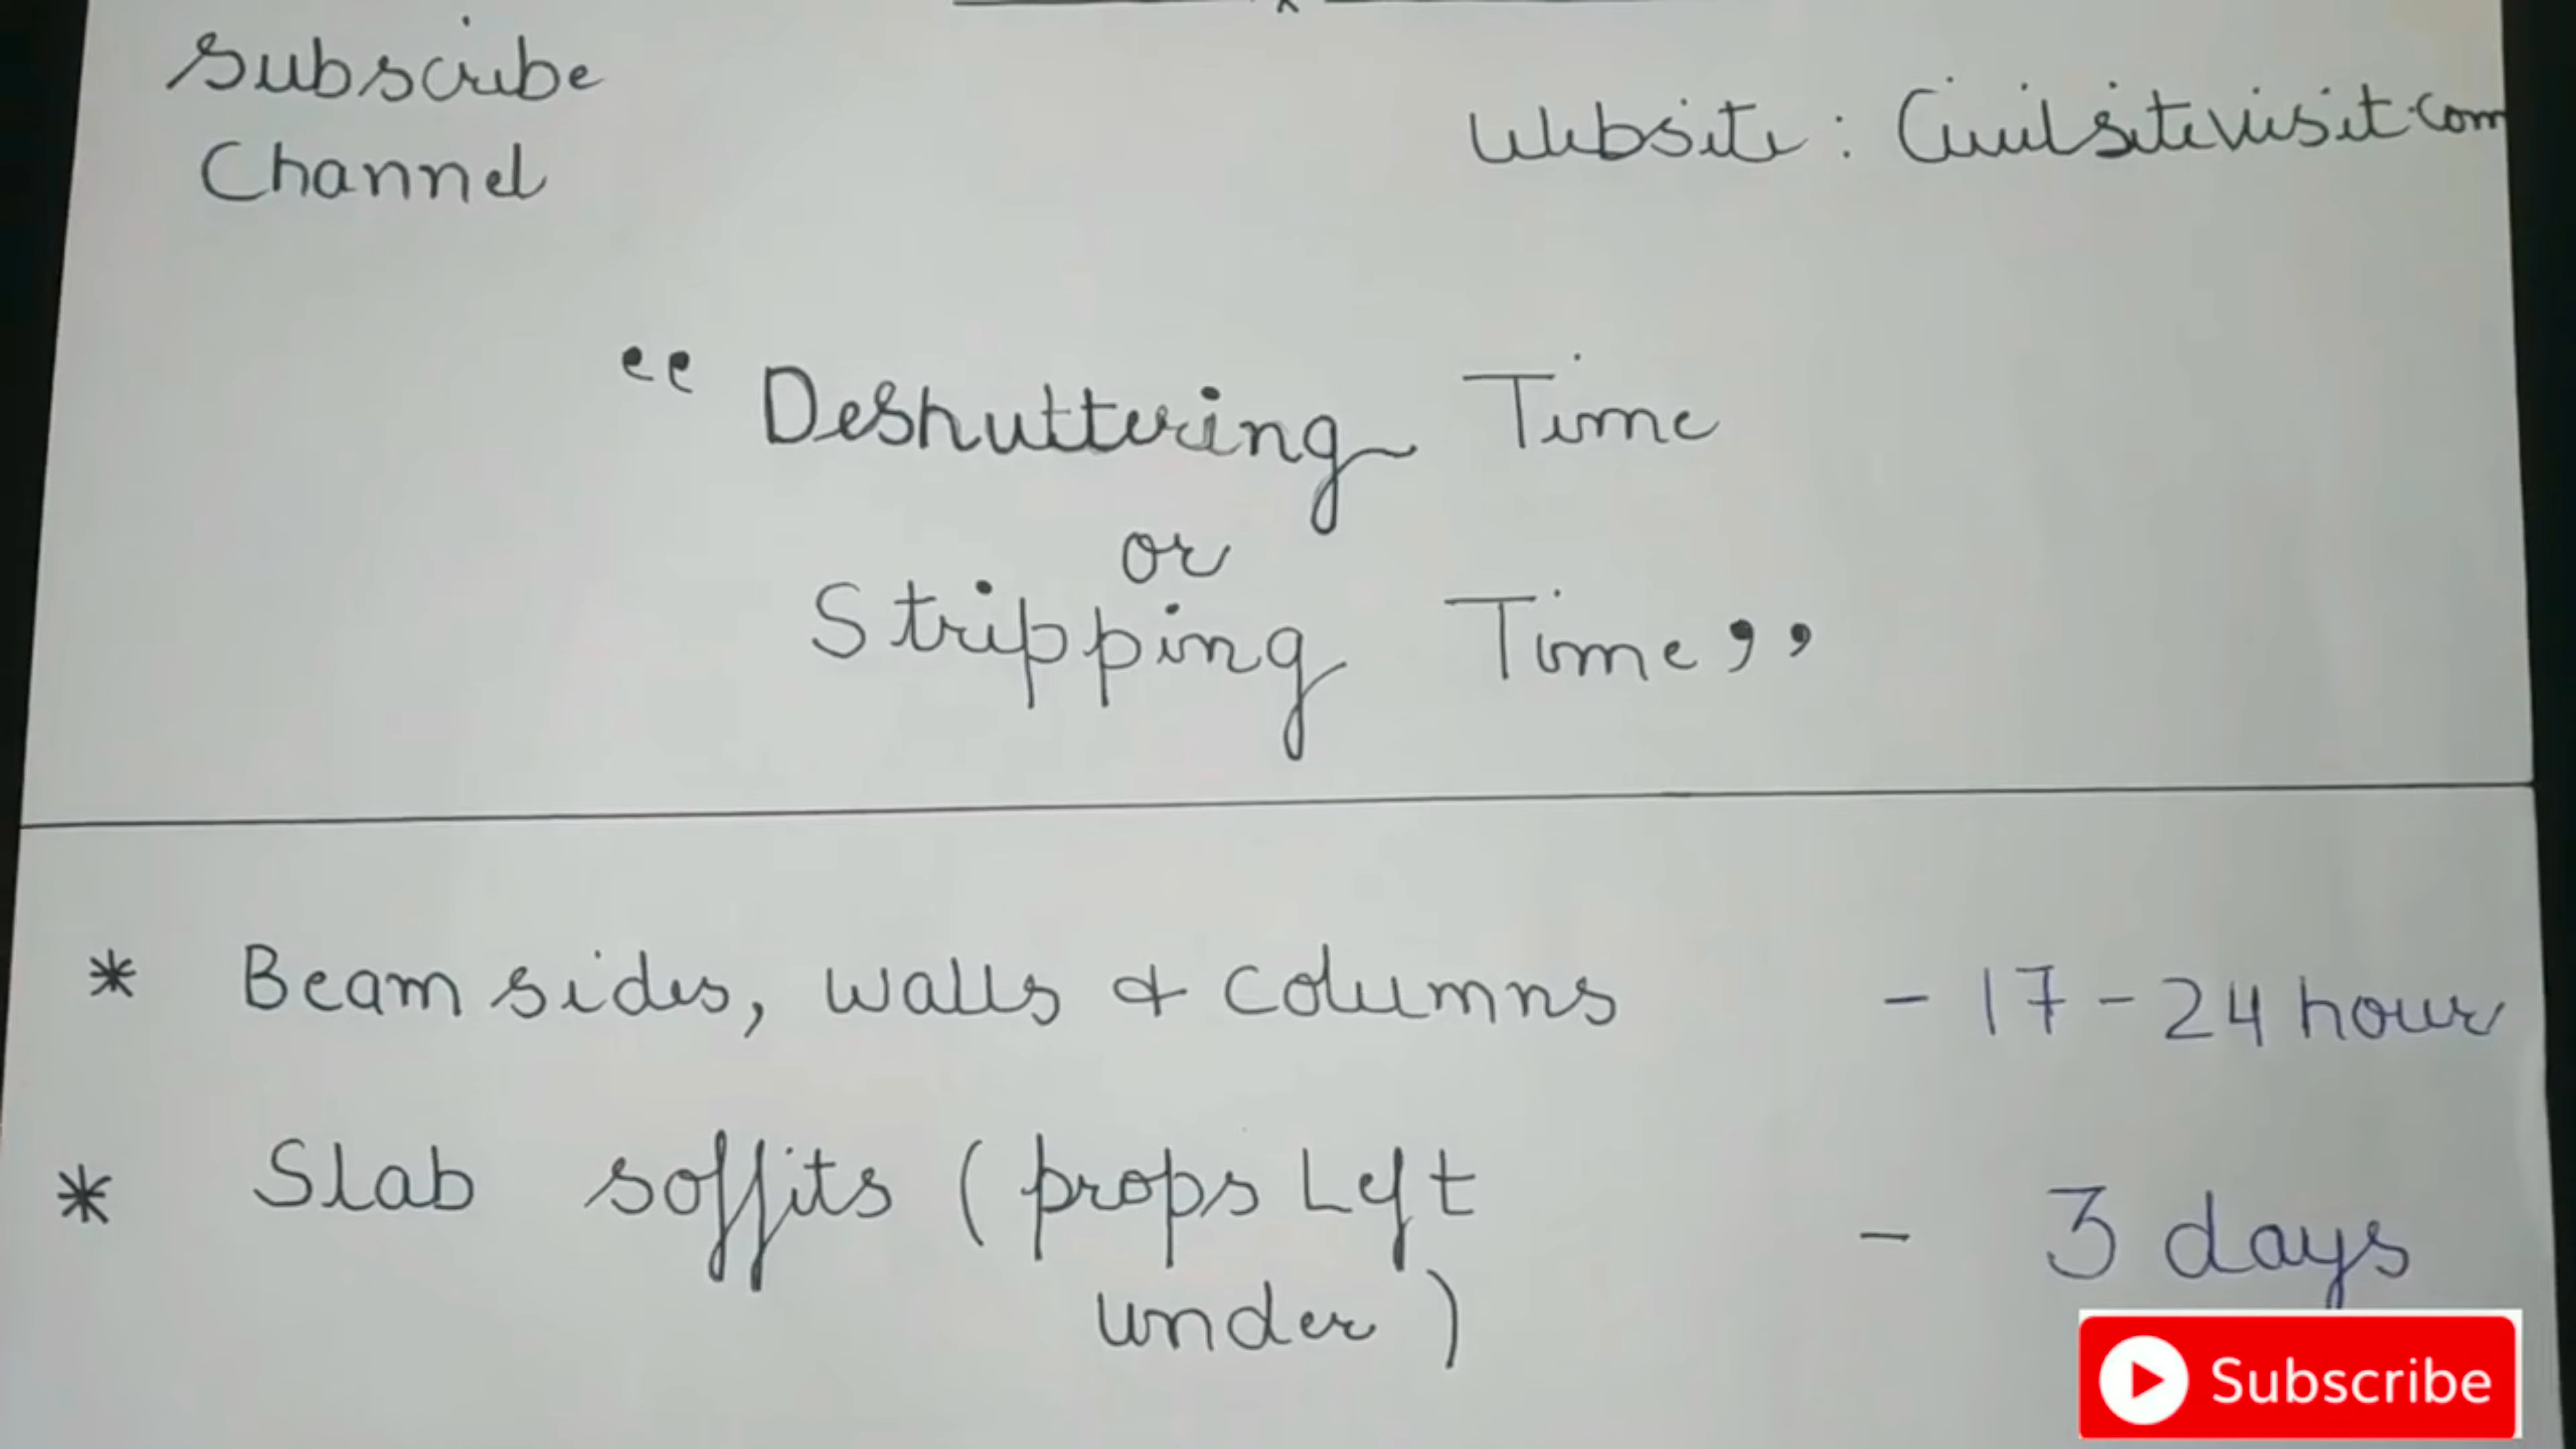 Subscribe
Channel
Website : Civilsitevisit.com
“ Deshuttering Time
or
Stripping Time ”
* Beam sides, walls & columns - 17-24 hour
* Slab soffits (props Left - 3 days
under)
Subscribe